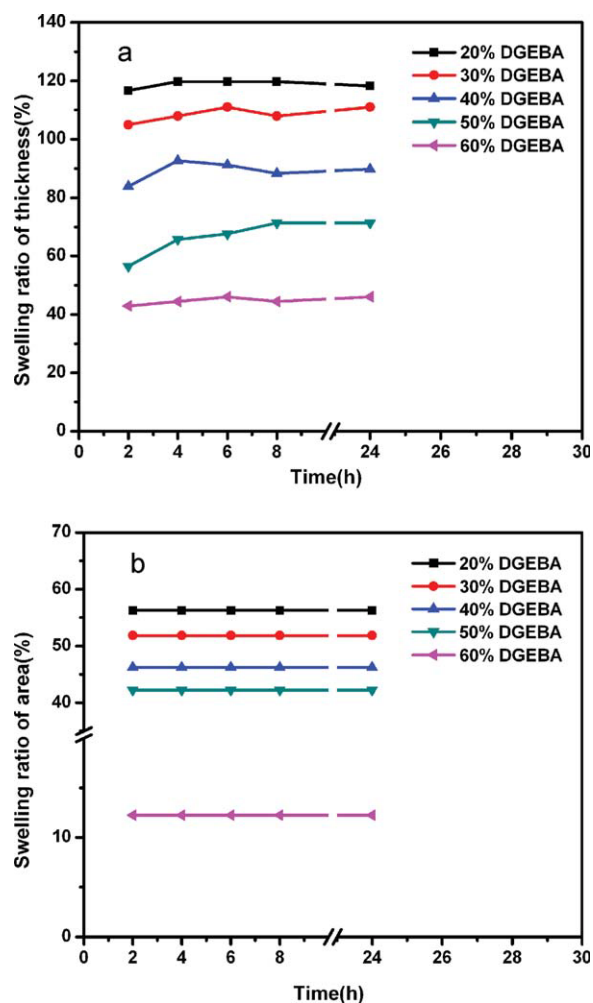 a
20% DGEBA
30% DGEBA
40% DGEBA
50% DGEBA
60% DGEBA
Swelling ratio of thickness(%)
140
120
100
80
60
40
20
0
0 2 4 6 8 24 26 28 30
Time(h)
b
20% DGEBA
30% DGEBA
40% DGEBA
50% DGEBA
60% DGEBA
Swelling ratio of area(%)
70
60
50
40
10
0
0 2 4 6 8 24 26 28 30
Time(h)